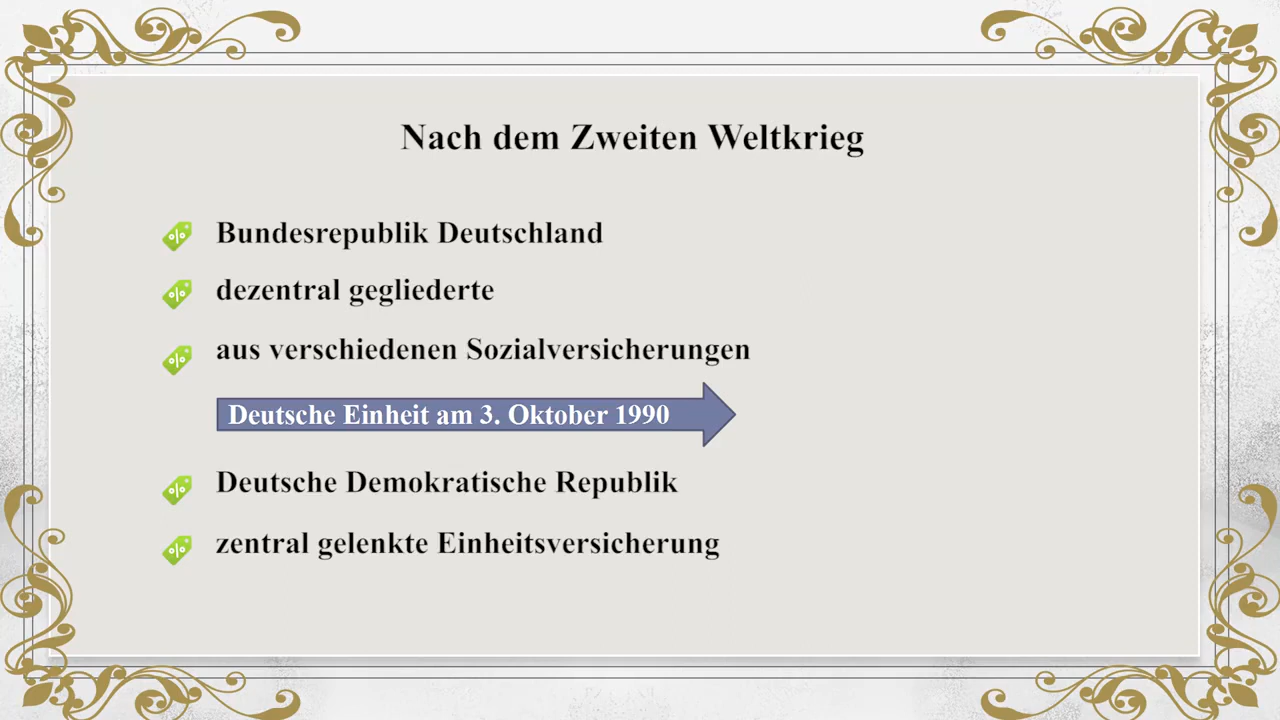 Nach dem Zweiten Weltkrieg
Bundesrepublik Deutschland
dezentral gegliederte
aus verschiedenen Sozialversicherungen
Deutsche Einheit am 3. Oktober 1990
Deutsche Demokratische Republik
zentral gelenkte Einheitsversicherung